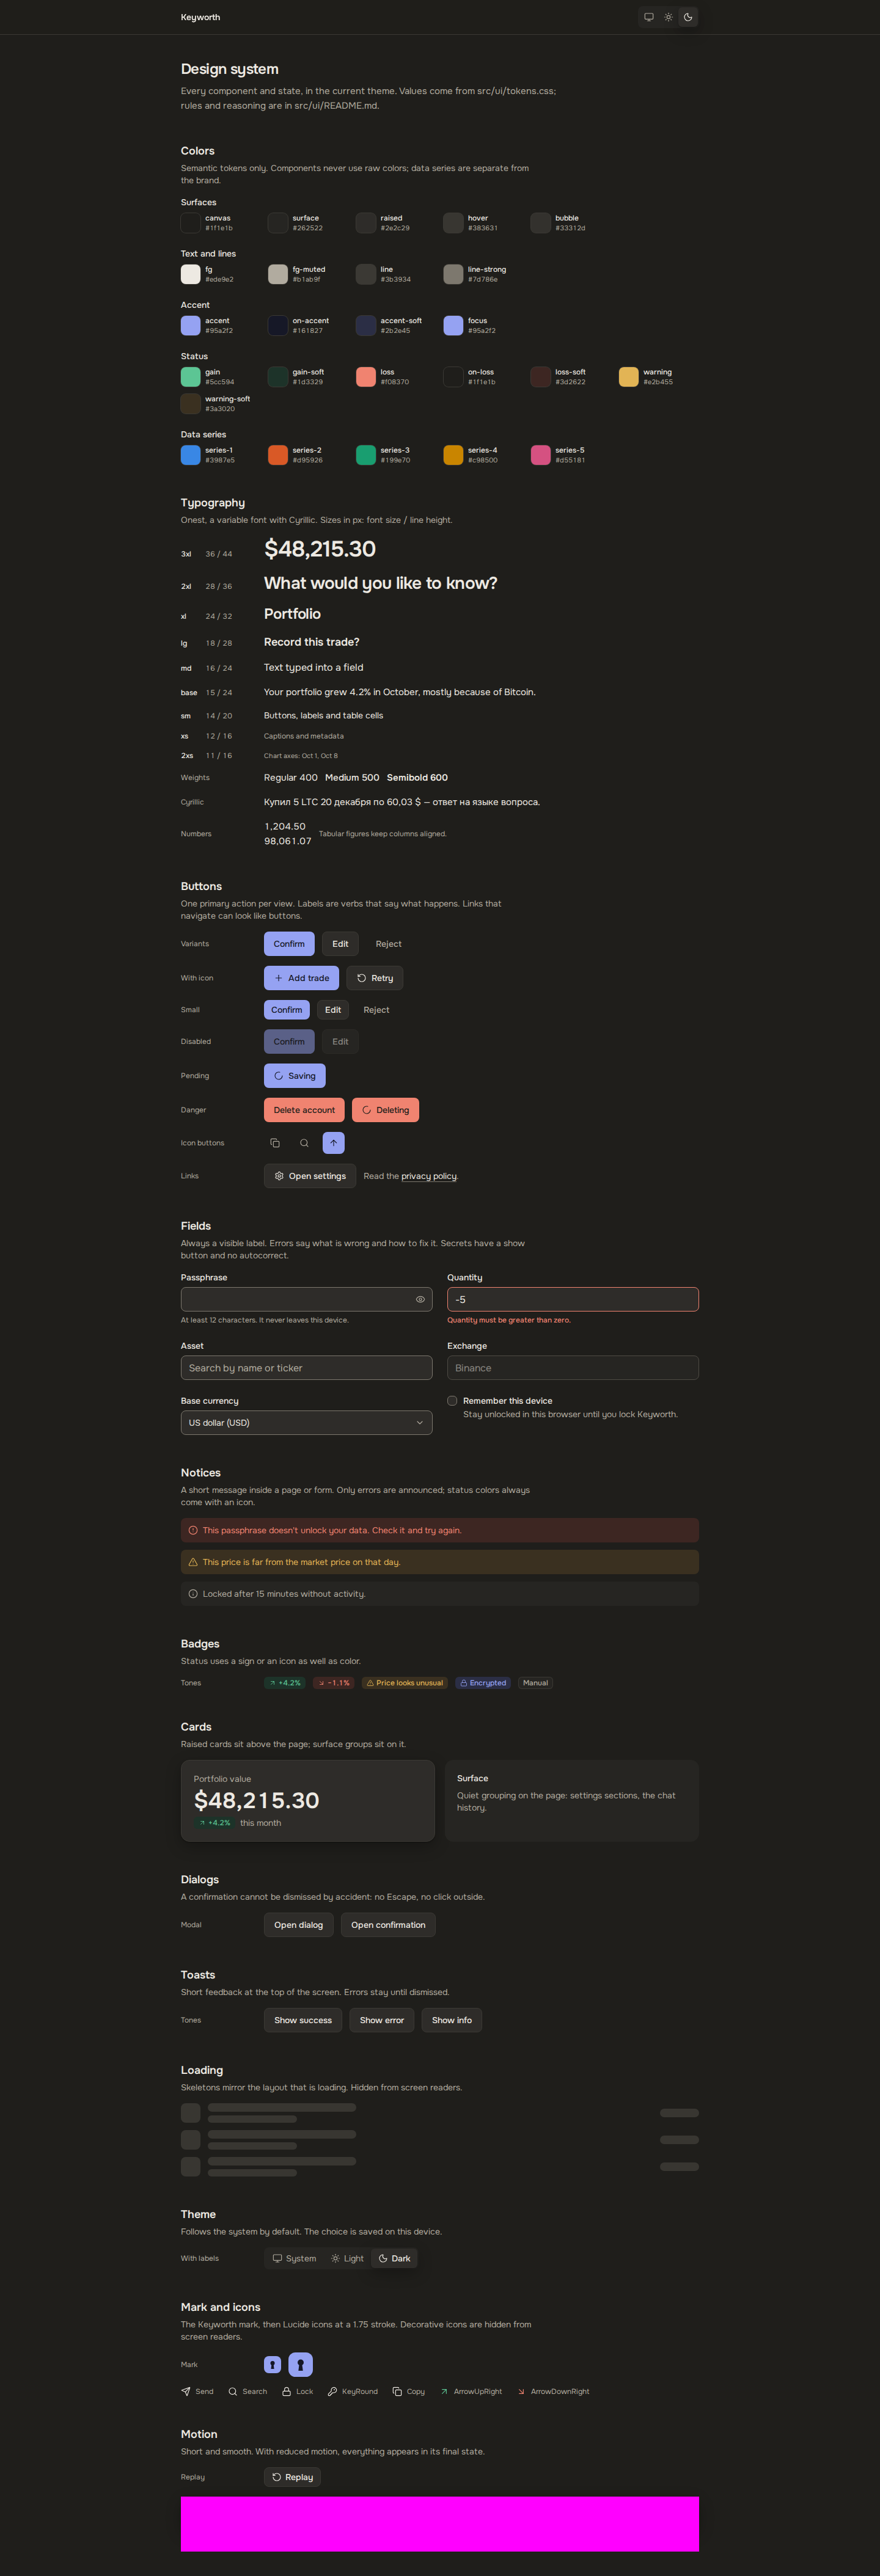 Keyworth
Design system
Every component and state, in the current theme. Values come from src/ui/tokens.css;
rules and reasoning are in src/ui/README.md.
Colors
Semantic tokens only. Components never use raw colors; data series are separate from
the brand.
Surfaces
canvas surface raised hover bubble
#1f1e1b #262522 #2e2c29 #383631 #33312d
Text and lines
fg fg-muted line line-strong
#ede9e2 #b1ab9f #3b3934 #7d786e
Accent
accent on-accent accent-soft focus
#95a2f2 #161827 #2b2e45 #95a2f2
Status
gain gain-soft loss on-loss loss-soft warning
#5cc594 #1d3329 #f08370 #1f1e1b #3d2622 #e2b455
warning-soft
#3a3020
Data series
series-1 series-2 series-3 series-4 series-5
#3987e5 #d95926 #199e70 #c98500 #d55181
Typography
Onest, a variable font with Cyrillic. Sizes in px: font size / line height.
3xl 36 / 44 $48,215.30
2xl 28 / 36 What would you like to know?
xl 24 / 32 Portfolio
lg 18 / 28 Record this trade?
md 16 / 24 Text typed into a field
base 15 / 24 Your portfolio grew 4.2% in October, mostly because of Bitcoin.
sm 14 / 20 Buttons, labels and table cells
xs 12 / 16 Captions and metadata
2xs 11 / 16 Chart axes: Oct 1, Oct 8
Weights Regular 400 Medium 500 Semibold 600
Cyrillic Купил 5 LTC 20 декабря по 60,03 $ — ответ на языке вопроса.
1,204.50
Numbers Tabular figures keep columns aligned.
98,061.07
Buttons
One primary action per view. Labels are verbs that say what happens. Links that
navigate can look like buttons.
Variants Confirm Edit Reject
With icon Add trade Retry
Small Confirm Edit Reject
Disabled Confirm Edit
Pending Saving
Danger Delete account Deleting
Icon buttons
Links Open settings Read the privacy policy.
Fields
Always a visible label. Errors say what is wrong and how to fix it. Secrets have a show
button and no autocorrect.
Passphrase Quantity
-5
At least 12 characters. It never leaves this device. Quantity must be greater than zero.
Asset Exchange
Search by name or ticker Binance
Base currency Remember this device
Stay unlocked in this browser until you lock Keyworth.
US dollar (USD)
Notices
A short message inside a page or form. Only errors are announced; status colors always
come with an icon.
This passphrase doesn't unlock your data. Check it and try again.
This price is far from the market price on that day.
Locked after 15 minutes without activity.
Badges
Status uses a sign or an icon as well as color.
Tones +4.2% −1.1% Price looks unusual Encrypted Manual
Cards
Raised cards sit above the page; surface groups sit on it.
Portfolio value Surface
$48,215.30 Quiet grouping on the page: settings sections, the chat
history.
+4.2% this month
Dialogs
A confirmation cannot be dismissed by accident: no Escape, no click outside.
Modal Open dialog Open confirmation
Toasts
Short feedback at the top of the screen. Errors stay until dismissed.
Tones Show success Show error Show info
Loading
Skeletons mirror the layout that is loading. Hidden from screen readers.
Theme
Follows the system by default. The choice is saved on this device.
With labels System Light Dark
Mark and icons
The Keyworth mark, then Lucide icons at a 1.75 stroke. Decorative icons are hidden from
screen readers.
Mark
Send Search Lock KeyRound Copy ArrowUpRight ArrowDownRight
Motion
Short and smooth. With reduced motion, everything appears in its final state.
Replay Replay